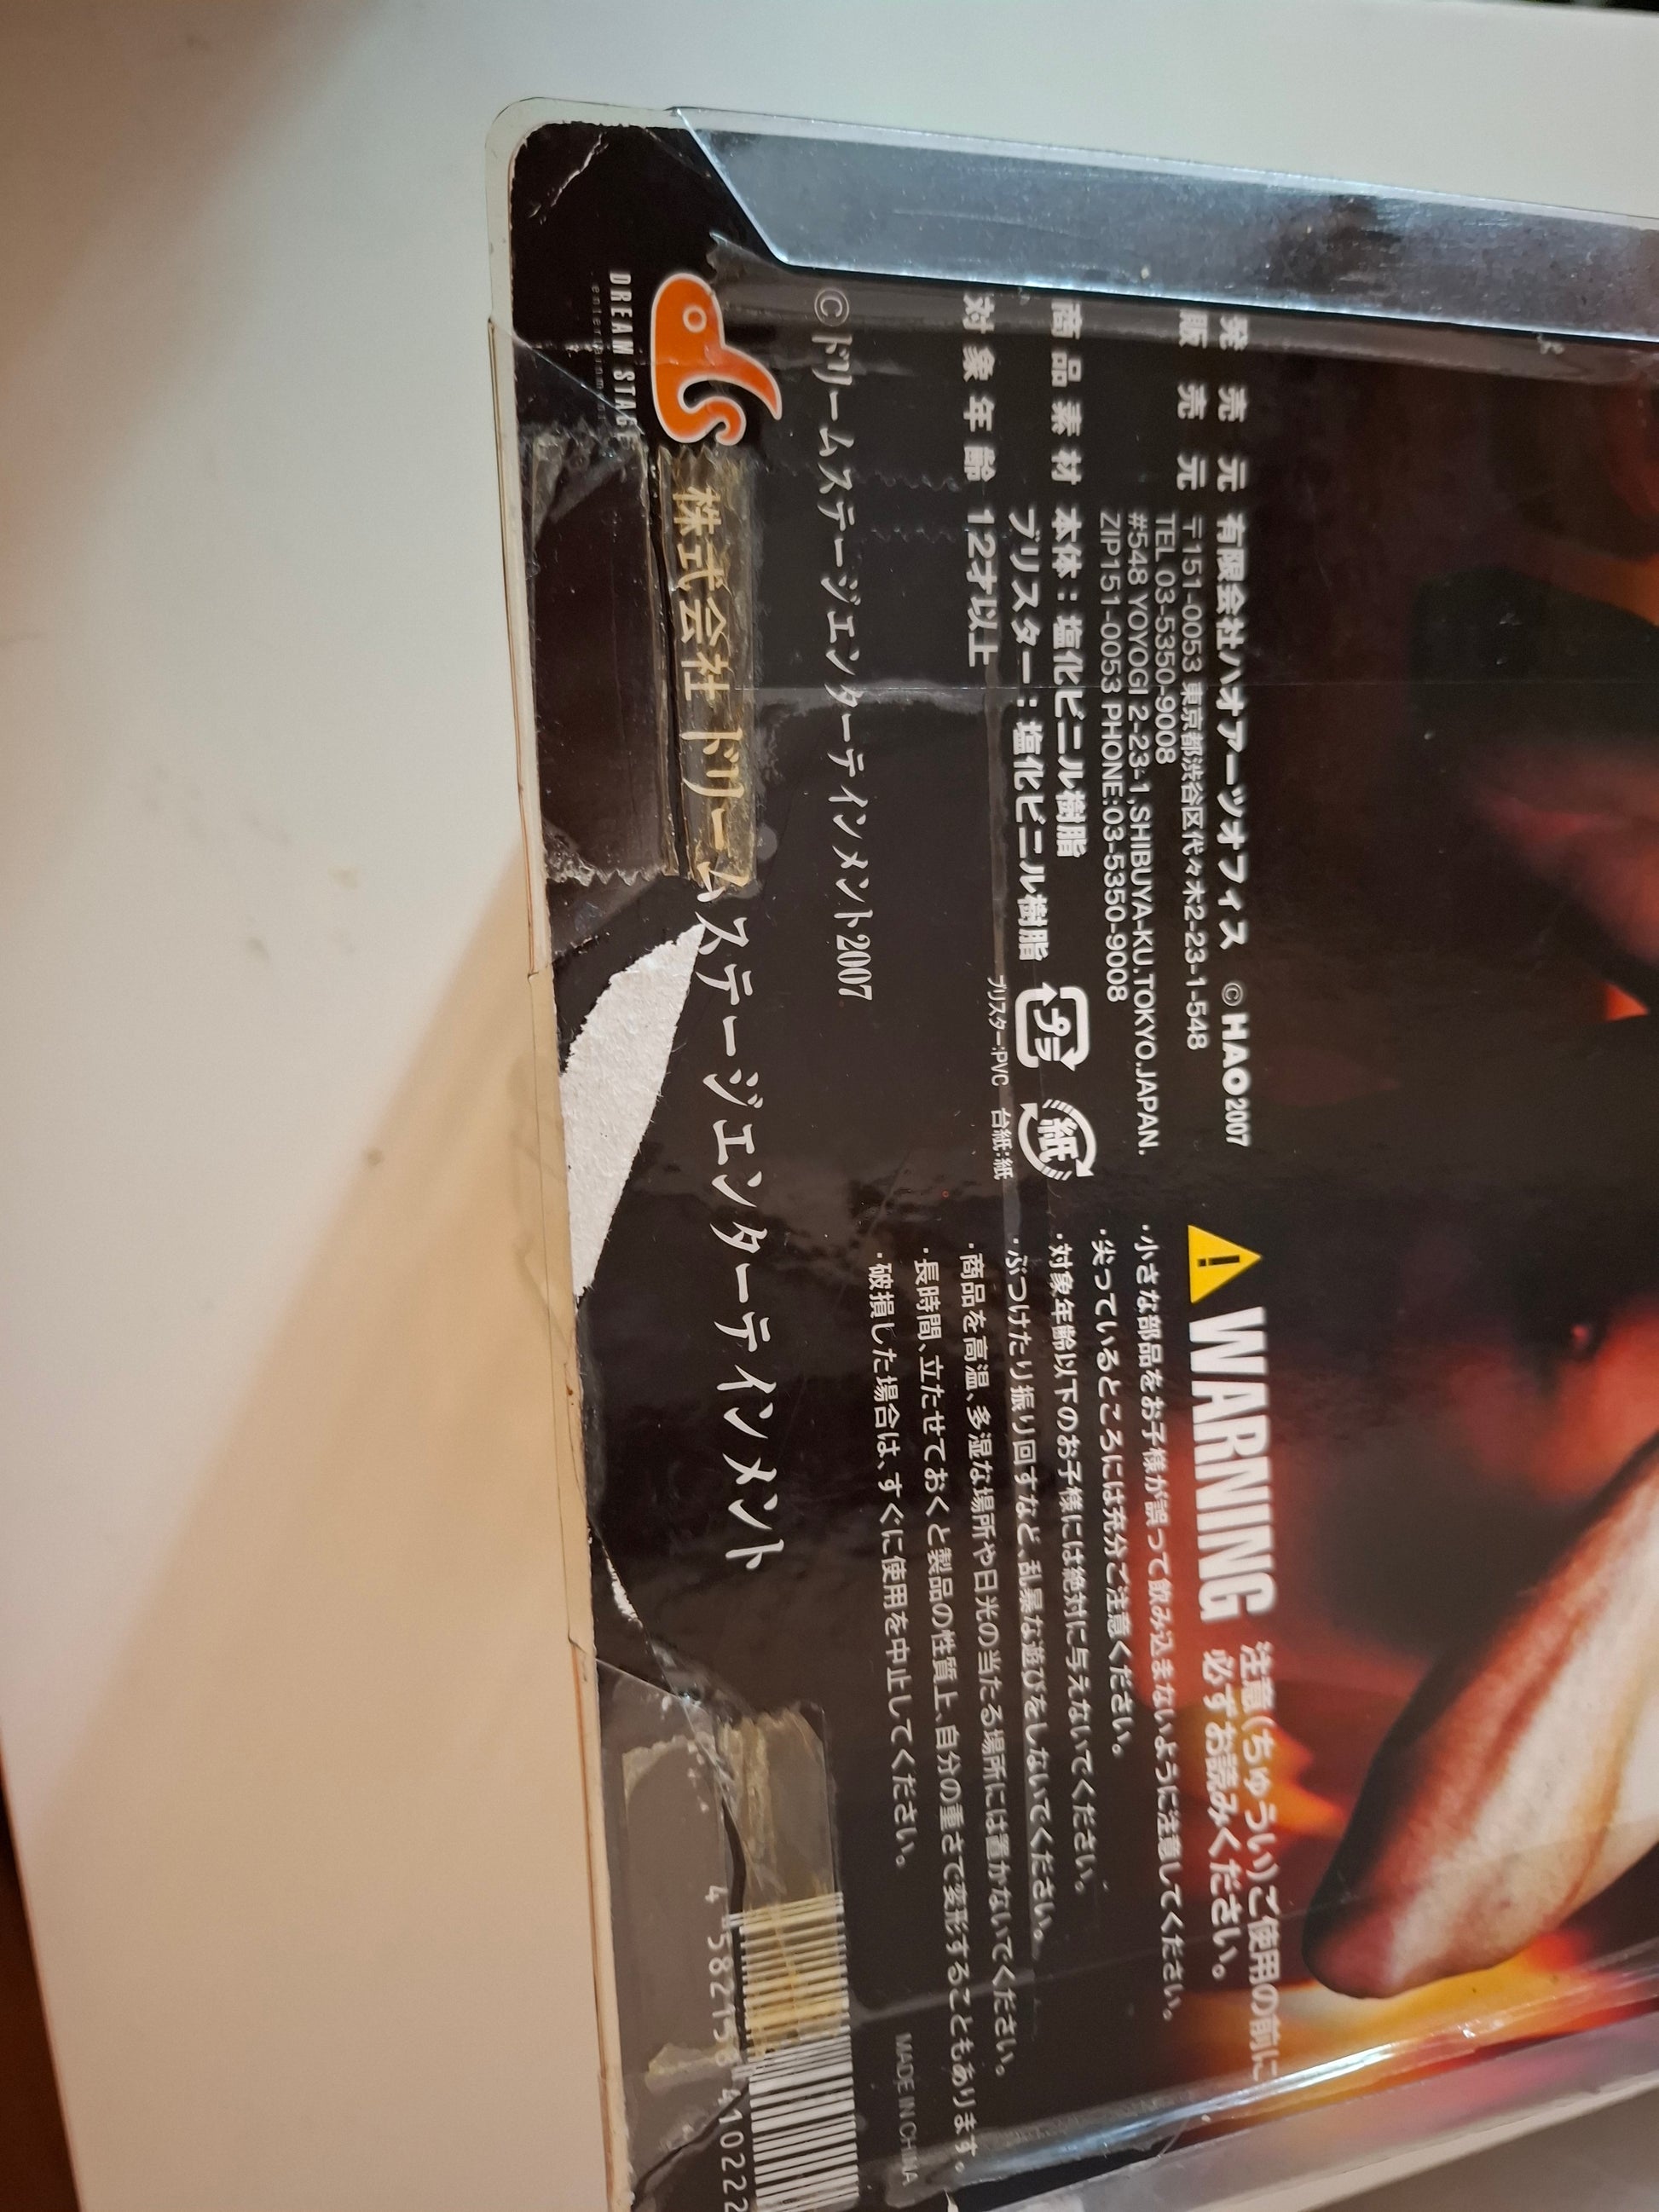 発売元 有限会社ハオアーツオフィス © HAO 2007
販売元 〒151-0053 東京都渋谷区代々木2-23-1-548
TEL 03-5350-9008
#548 YOYOGI 2-23-1,SHIBUYA-KU.TOKYO.JAPAN.
ZIP151-0053 PHONE:03-5350-9008
商品素材 本体：塩化ビニル樹脂
ブリスター：塩化ビニル樹脂
対象年齢 12才以上
プラ
紙
ブリスター:PVC 台紙:紙
©ドリームステージエンターテインメント2007
ds
DREAM STAGE
entertainment
株式会社 ドリームステージエンターテインメント
! WARNING 注意(ちゅうい)ご使用の前に
必ずお読みください。
・小さな部品をお子様が誤って飲み込まないように注意してください。
・尖っているところには充分ご注意ください。
・対象年齢以下のお子様には絶対に与えないでください。
・ぶつけたり振り回すなど、乱暴な遊びをしないでください。
・商品を高温、多湿な場所や日光の当たる場所には置かないでください。
・長時間、立たせておくと製品の性質上、自分の重さで変形することもあります。
・破損した場合は、すぐに使用を中止してください。
MADE IN CHINA
4 582158 410222